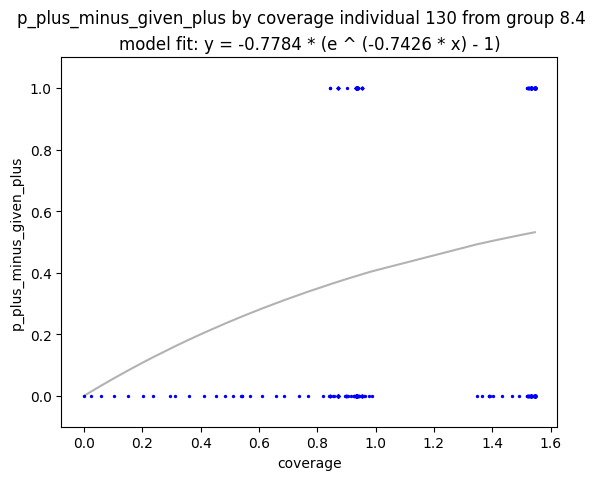 p_plus_minus_given_plus by coverage individual 130 from group 8.4
model fit: y = -0.7784 * (e ^ (-0.7426 * x) - 1)
1.0
0.8
0.6
0.4
0.2
0.0
p_plus_minus_given_plus
0.0 0.2 0.4 0.6 0.8 1.0 1.2 1.4 1.6
coverage